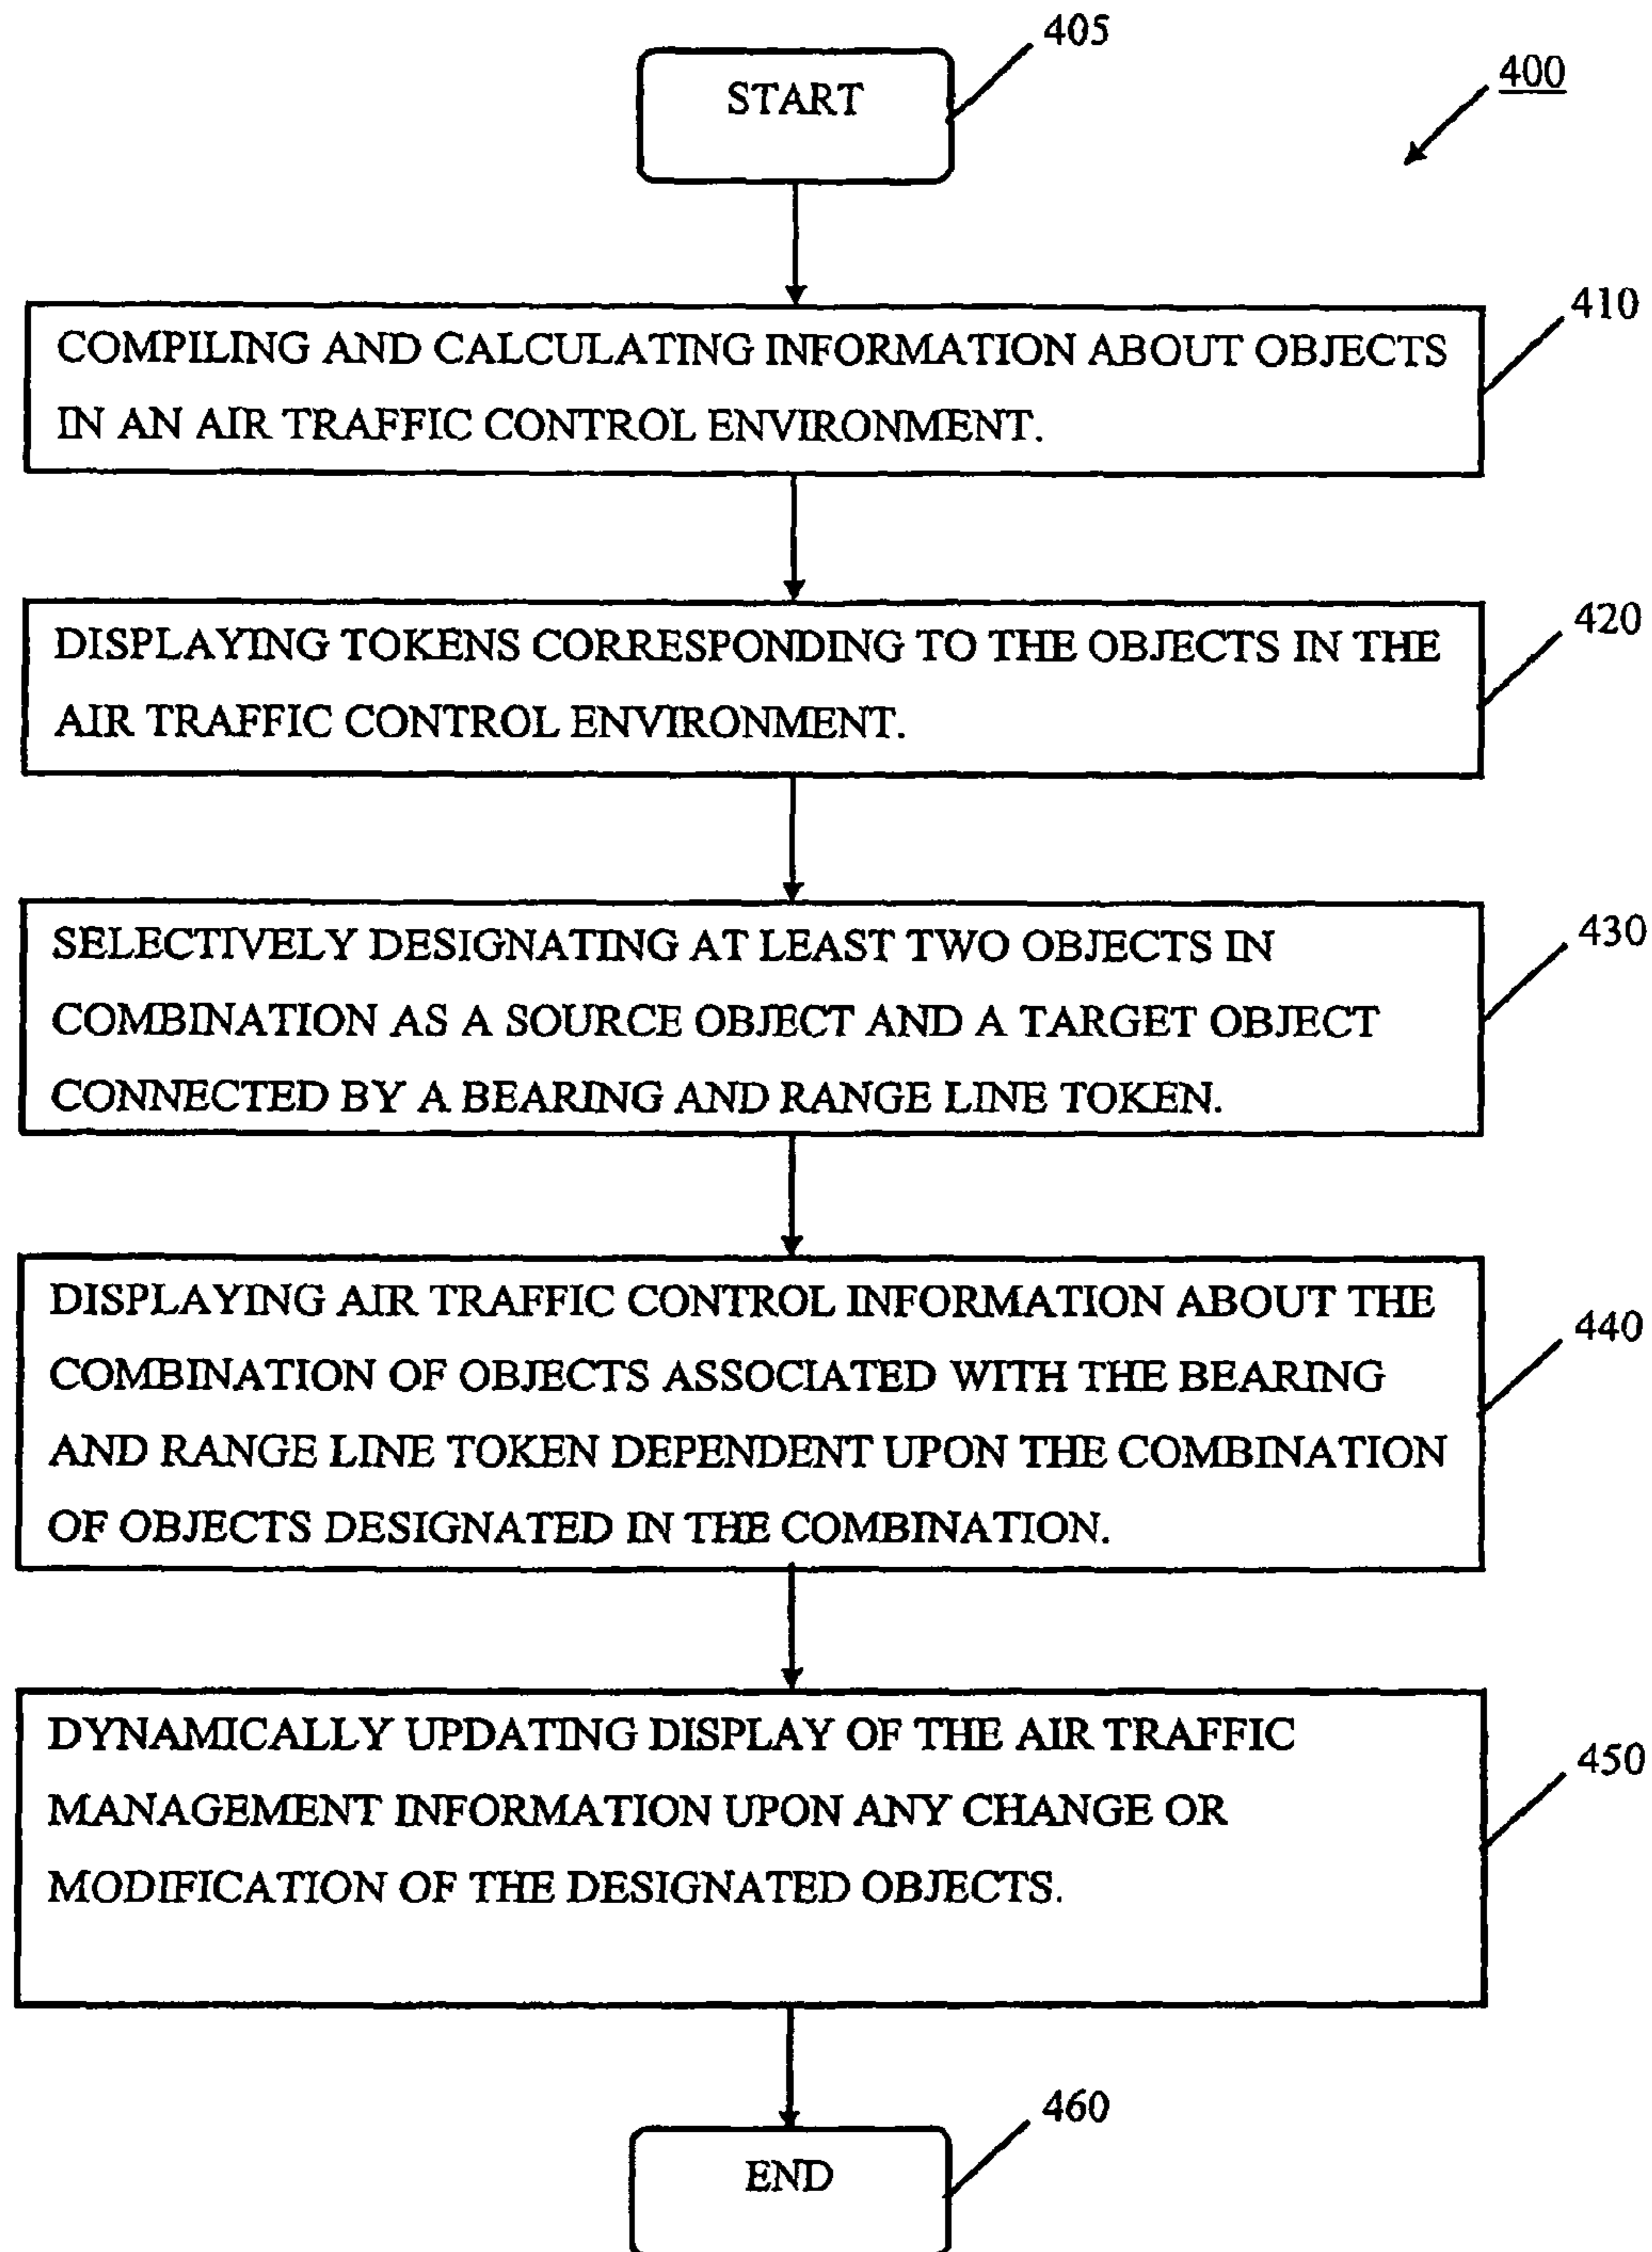 405
START
400
410
COMPILING AND CALCULATING INFORMATION ABOUT OBJECTS
IN AN AIR TRAFFIC CONTROL ENVIRONMENT.
420
DISPLAYING TOKENS CORRESPONDING TO THE OBJECTS IN THE
AIR TRAFFIC CONTROL ENVIRONMENT.
430
SELECTIVELY DESIGNATING AT LEAST TWO OBJECTS IN
COMBINATION AS A SOURCE OBJECT AND A TARGET OBJECT
CONNECTED BY A BEARING AND RANGE LINE TOKEN.
440
DISPLAYING AIR TRAFFIC CONTROL INFORMATION ABOUT THE
COMBINATION OF OBJECTS ASSOCIATED WITH THE BEARING
AND RANGE LINE TOKEN DEPENDENT UPON THE COMBINATION
OF OBJECTS DESIGNATED IN THE COMBINATION.
450
DYNAMICALLY UPDATING DISPLAY OF THE AIR TRAFFIC
MANAGEMENT INFORMATION UPON ANY CHANGE OR
MODIFICATION OF THE DESIGNATED OBJECTS.
460
END